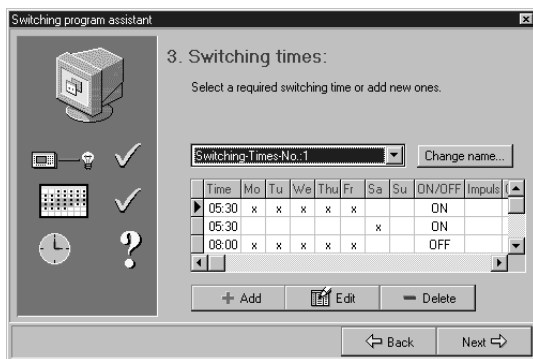 Switching program assistant
3. Switching times:
Select a required switching time or add new ones.
Switching-Times-No.:1
Change name...
Time Mo Tu We Thu Fr Sa Su ON/OFF Impuls
05:30 x x x x x ON
05:30 x ON
08:00 x x x x x OFF
Add Edit Delete
Back Next